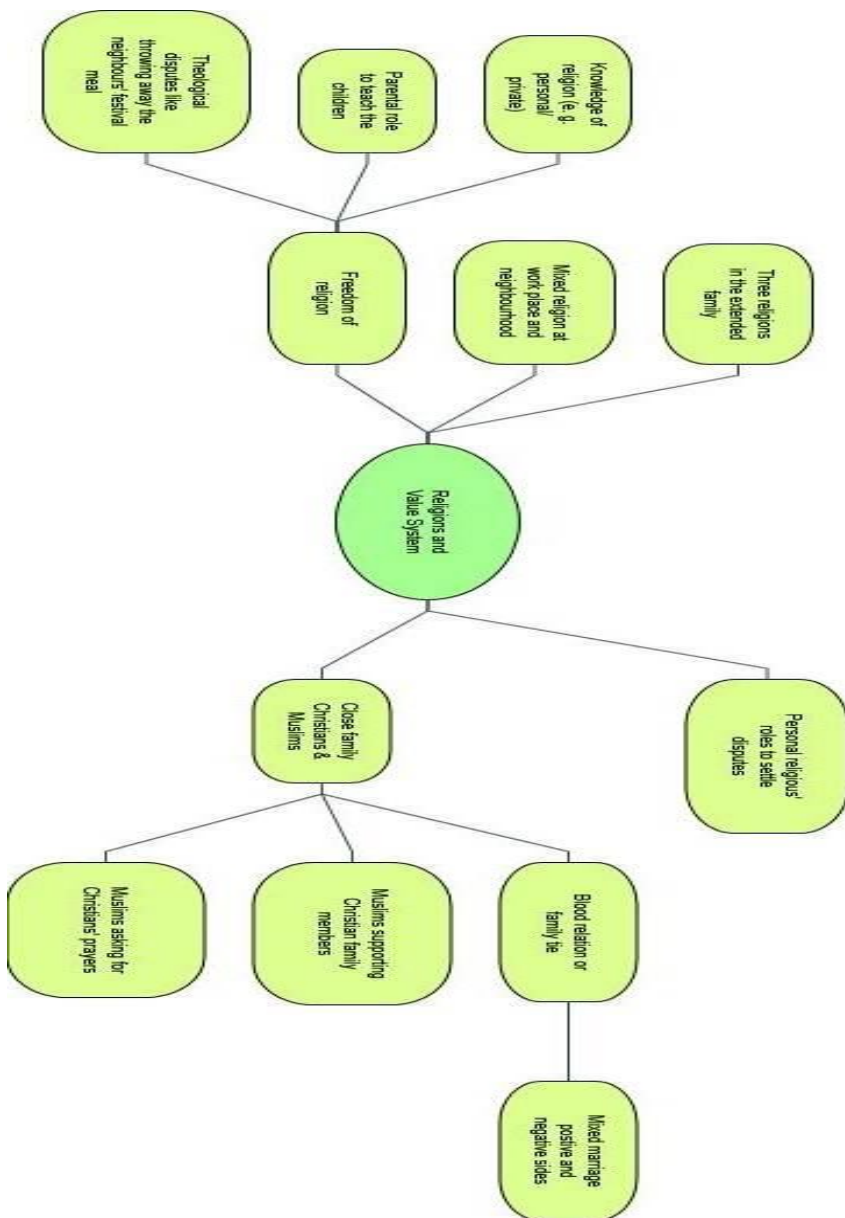 Knowledge of
religion (e. g.
personal/
private)
Parental role
to teach the
children
Theological
disputes like
throwing away the
neighbours' festival
meal
Three religions
in the extended
family
Mixed religion at
work place and
neighbourhood
Freedom of
religion
Religions and
Value System
Personal religious'
roles to settle
disputes
Close family
Christians &
Muslims
Blood relation or
family tie
Muslims supporting
Christian family
members
Muslims asking for
Christians' prayers
Mixed marriage
postive and
negative sides